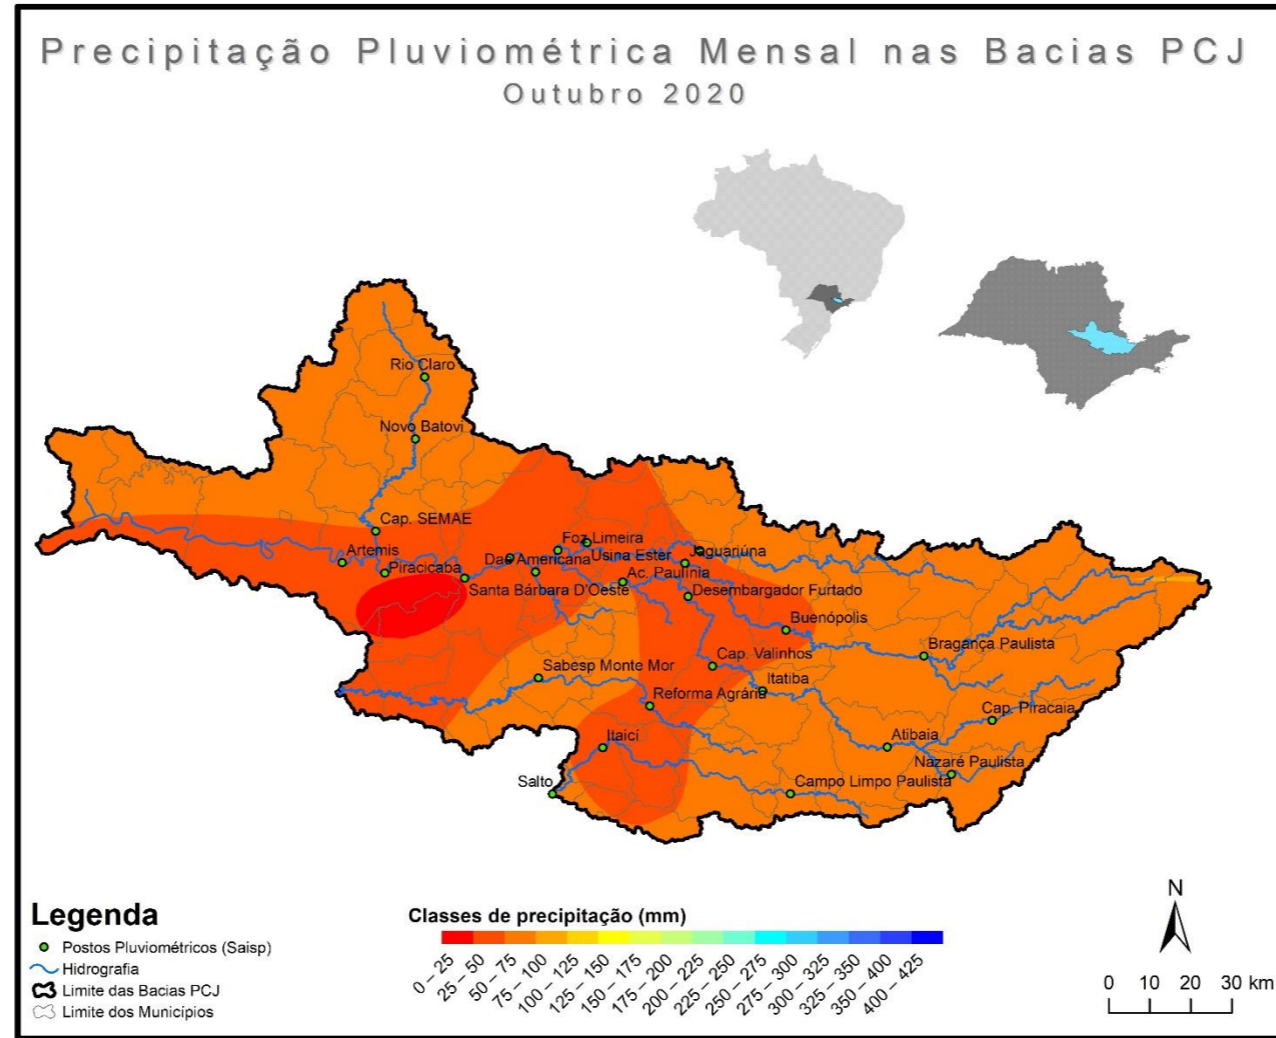 Precipitação Pluviométrica Mensal nas Bacias PCJ
Outubro 2020
Rio Claro
Novo Batovi
Cap. SEMAE
Artemis
Piracicaba
Foz Limeira
Dae Americana
Usina Ester
Jaguariúna
Ac. Paulínia
Santa Bárbara D'Oeste
Desembargador Furtado
Buenópolis
Bragança Paulista
Cap. Valinhos
Sabesp Monte Mor
Itatiba
Reforma Agrária
Cap. Piracaia
Itaicí
Atibaia
Nazaré Paulista
Salto
Campo Limpo Paulista
Legenda
Postos Pluviométricos (Saisp)
Hidrografia
Limite das Bacias PCJ
Limite dos Municípios
Classes de precipitação (mm)
0 – 25
25 – 50
50 – 75
75 – 100
100 – 125
125 – 150
150 – 175
175 – 200
200 – 225
225 – 250
250 – 275
275 – 300
300 – 325
325 – 350
350 – 400
400 – 425
N
0 10 20 30 km